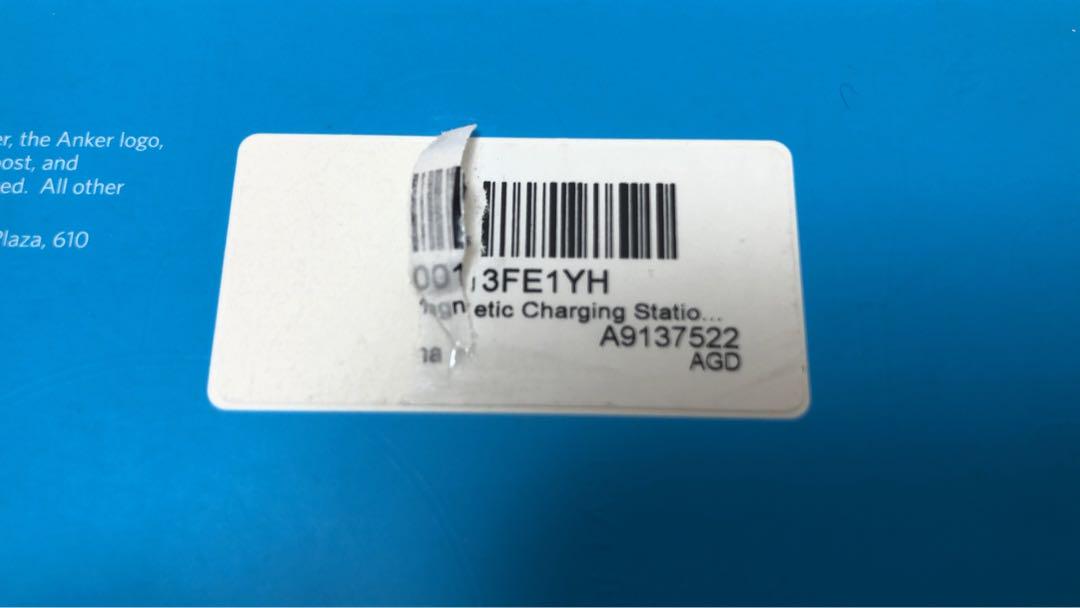 er, the Anker logo,
ost, and
ed. All other
Plaza, 610
3FE1YH
etic Charging Statio...
A9137522
AGD